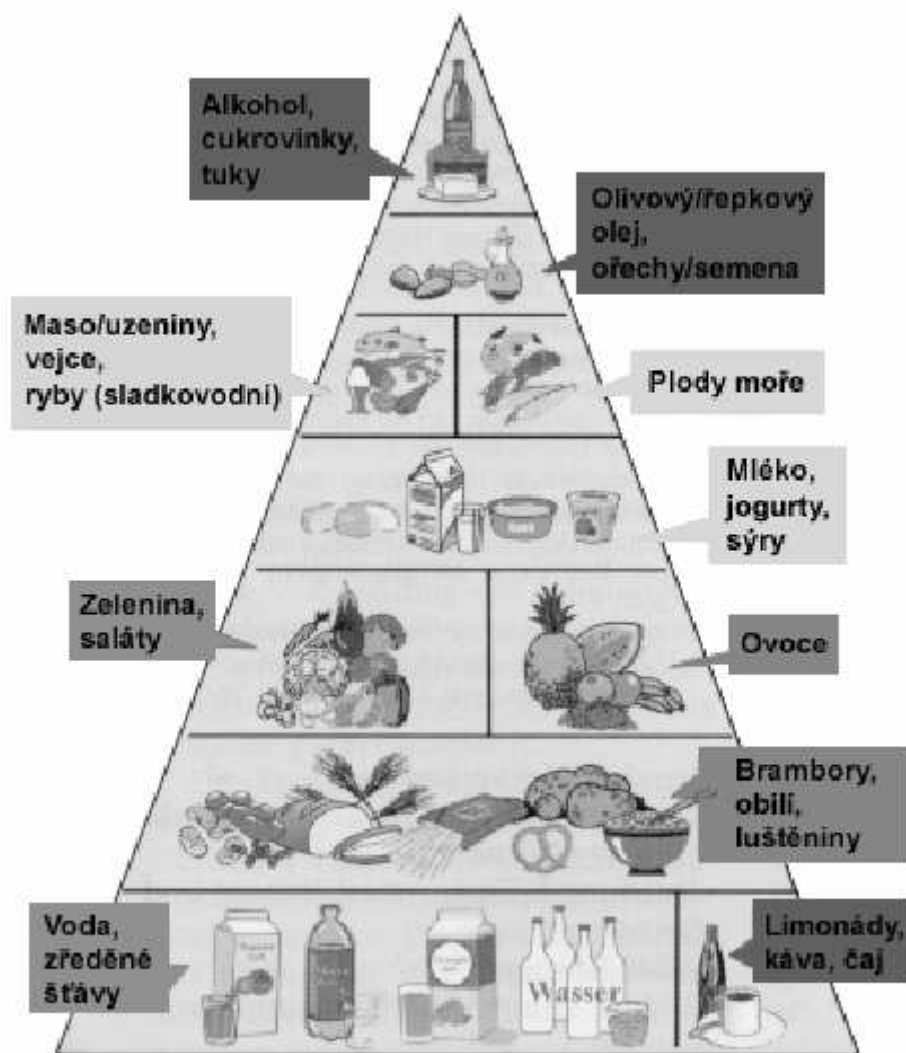 Alkohol,
cukrovinky,
tuky
Olivový/řepkový
olej,
ořechy/semena
Maso/uzeniny,
vejce,
ryby (sladkovodní)
Plody moře
Mléko,
jogurty,
sýry
Zelenina,
saláty
Ovoce
Brambory,
obilí,
luštěniny
Voda,
zředěné
šťávy
Wasser
Limonády,
káva, čaj